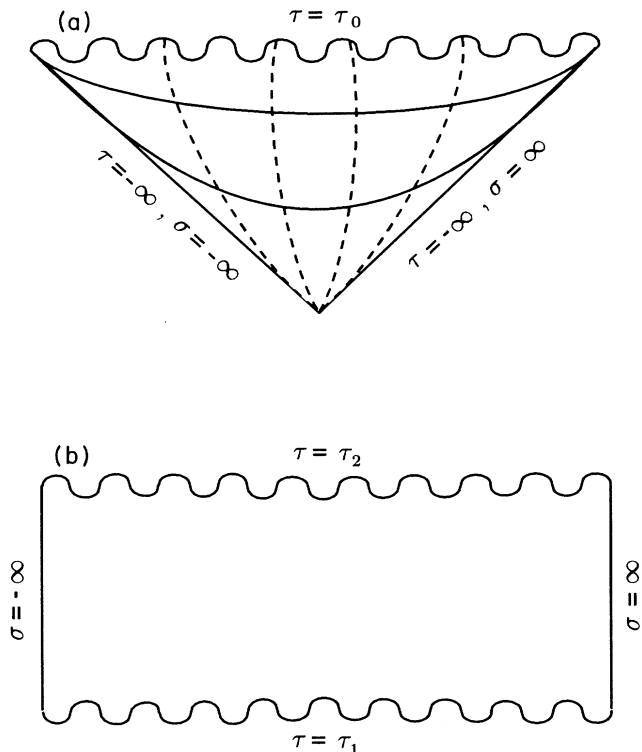 (a)
τ = τ₀
τ = -∞ , σ = -∞
τ = -∞ , σ = ∞
(b)
τ = τ₂
σ = -∞
σ = ∞
τ = τ₁